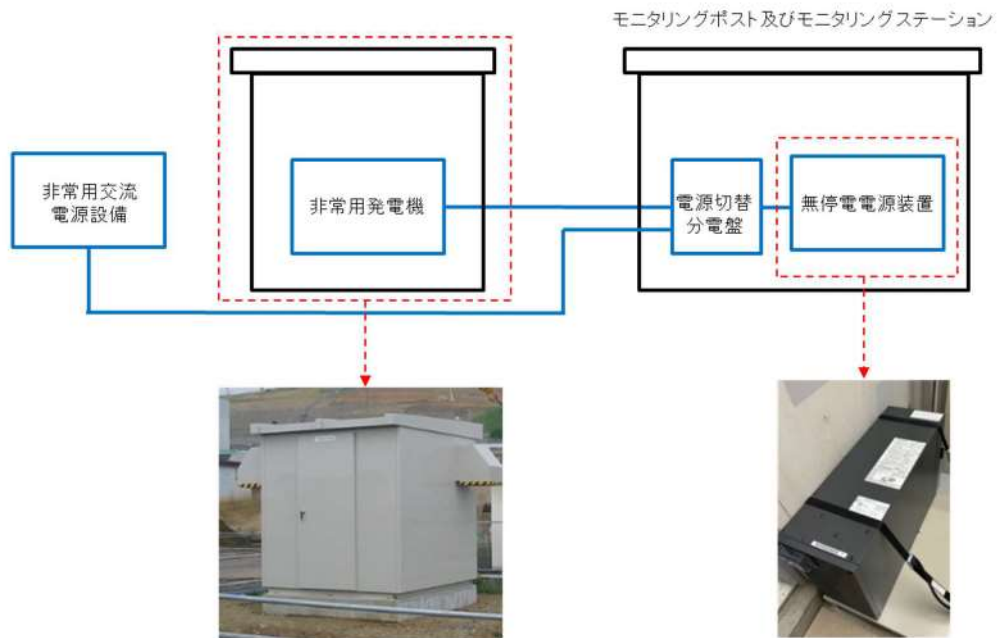 モニタリングポスト及びモニタリングステーション
非常用交流
電源設備
非常用発電機
電源切替
分電盤
無停電電源装置